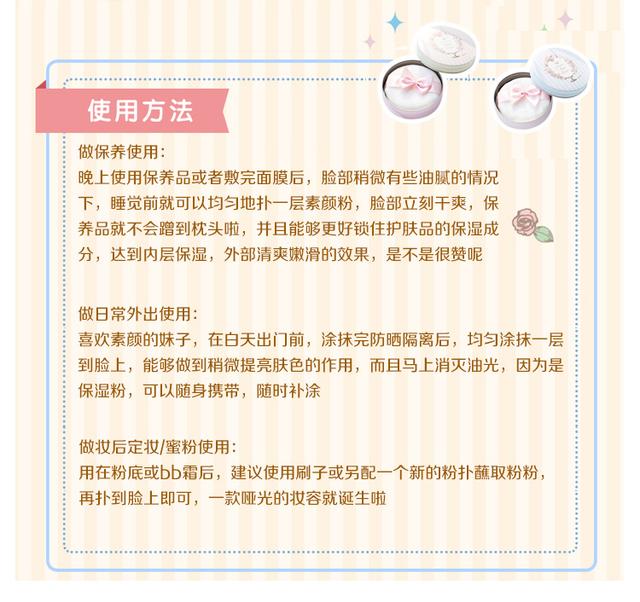 使用方法
做保养使用：
晚上使用保养品或者敷完面膜后，脸部稍微有些油腻的情况
下，睡觉前就可以均匀地扑一层素颜粉，脸部立刻干爽，保
养品就不会蹭到枕头啦，并且能够更好锁住护肤品的保湿成
分，达到内层保湿，外部清爽嫩滑的效果，是不是很赞呢
做日常外出使用：
喜欢素颜的妹子，在白天出门前，涂抹完防晒隔离后，均匀涂抹一层
到脸上，能够做到稍微提亮肤色的作用，而且马上消灭油光，因为是
保湿粉，可以随身携带，随时补涂
做妆后定妆/蜜粉使用：
用在粉底或bb霜后，建议使用刷子或另配一个新的粉扑蘸取粉粉，
再扑到脸上即可，一款哑光的妆容就诞生啦